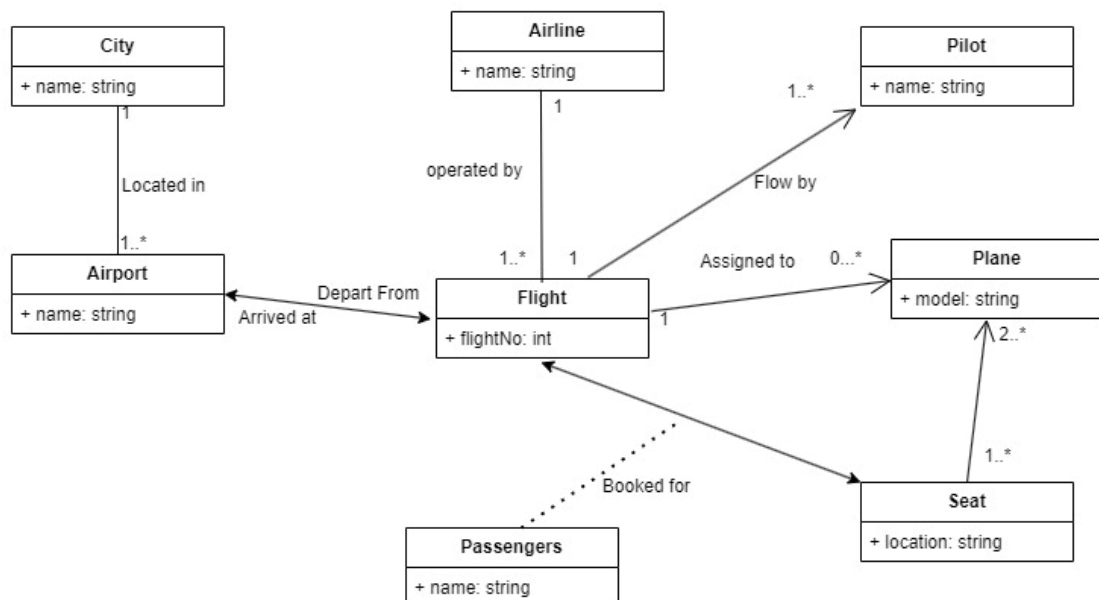 City
+ name: string
1
Located in
1..*
Airport
+ name: string
Airline
+ name: string
1
operated by
1..*
Pilot
+ name: string
1..*
Flow by
1
Depart From
Arrived at
Flight
+ flightNo: int
Assigned to
0...*
1
Plane
+ model: string
2..*
1..*
Seat
+ location: string
Booked for
Passengers
+ name: string